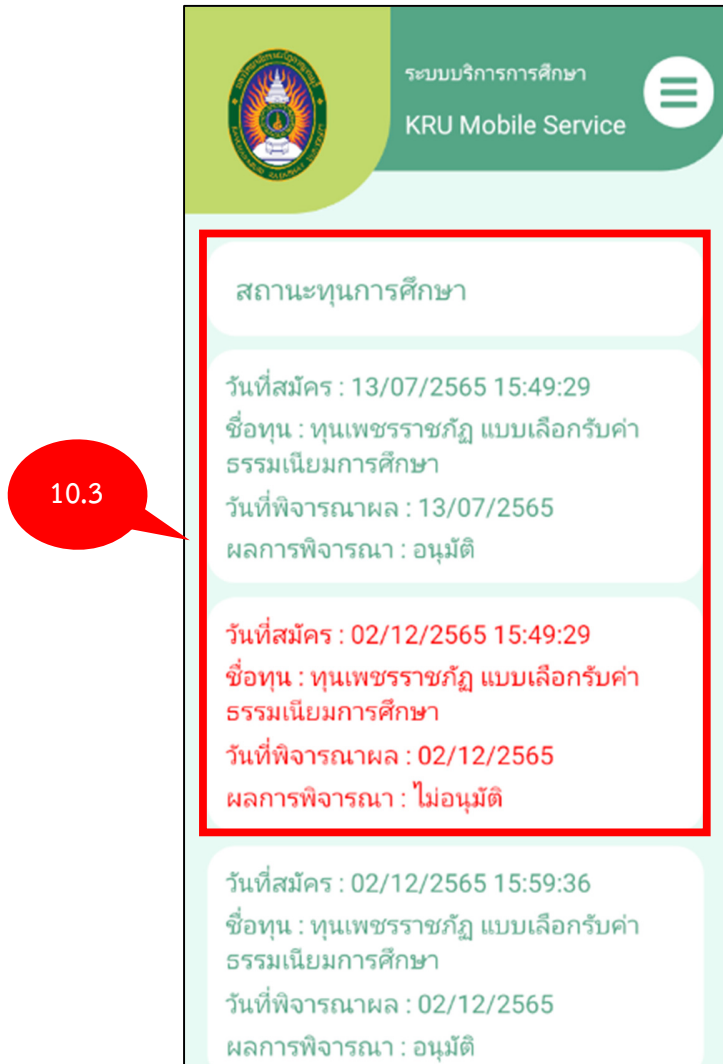 ระบบบริการการศึกษา
KRU Mobile Service
สถานะทุนการศึกษา
วันที่สมัคร : 13/07/2565 15:49:29
ชื่อทุน : ทุนเพชรราชภัฏ แบบเลือกรับค่า
ธรรมเนียมการศึกษา
วันที่พิจารณาผล : 13/07/2565
ผลการพิจารณา : อนุมัติ
10.3
วันที่สมัคร : 02/12/2565 15:49:29
ชื่อทุน : ทุนเพชรราชภัฏ แบบเลือกรับค่า
ธรรมเนียมการศึกษา
วันที่พิจารณาผล : 02/12/2565
ผลการพิจารณา : ไม่อนุมัติ
วันที่สมัคร : 02/12/2565 15:59:36
ชื่อทุน : ทุนเพชรราชภัฏ แบบเลือกรับค่า
ธรรมเนียมการศึกษา
วันที่พิจารณาผล : 02/12/2565
ผลการพิจารณา : อนุมัติ